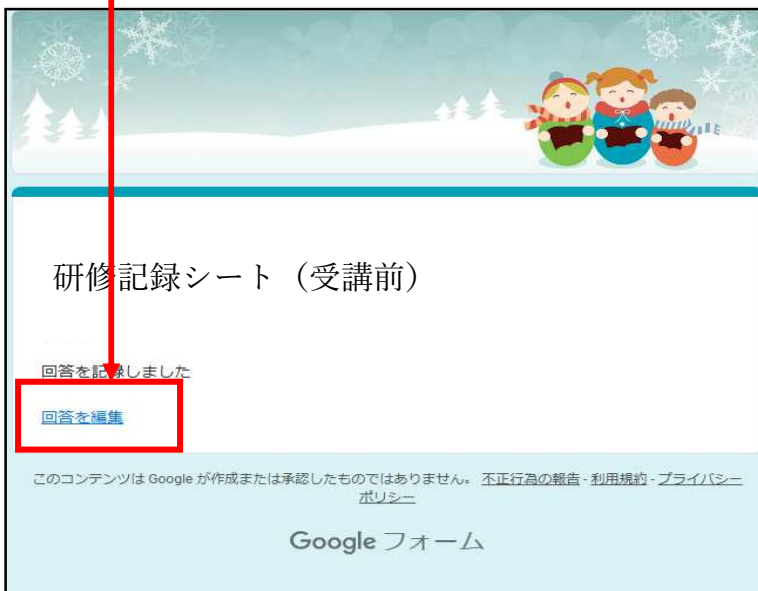 研修記録シート（受講前）
回答を記録しました
回答を編集
このコンテンツは Google が作成または承認したものではありません。 不正行為の報告 - 利用規約 - プライバシー
ポリシー
Google フォーム